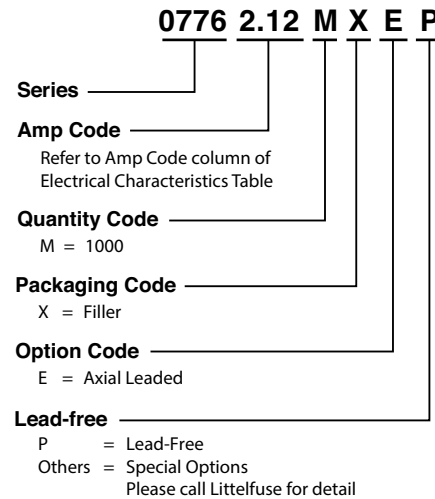 0776 2.12 M X E P
Series
Amp Code
Refer to Amp Code column of
Electrical Characteristics Table
Quantity Code
M = 1000
Packaging Code
X = Filler
Option Code
E = Axial Leaded
Lead-free
P = Lead-Free
Others = Special Options
Please call Littelfuse for detail